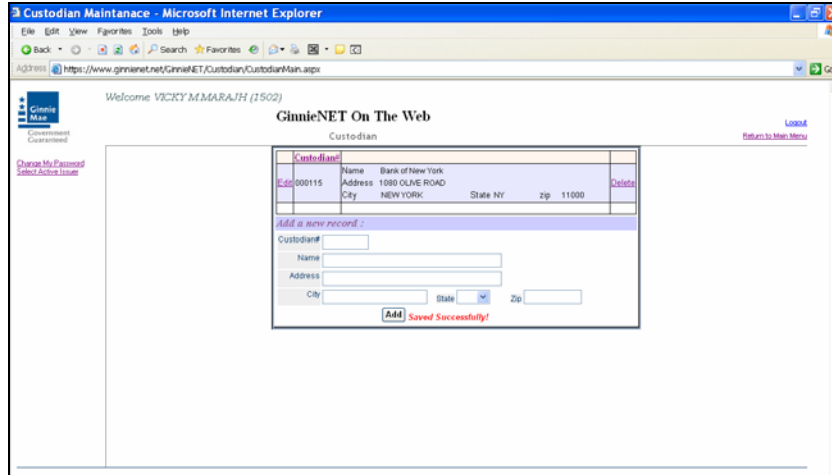 Custodian Maintanace - Microsoft Internet Explorer
File Edit View Favorites Tools Help
Back Search Favorites
Address https://www.ginnienet.net/GinnieNET/Custodian/CustodianMain.aspx Go
Ginnie Mae
Government Guaranteed
Welcome VICKY M.MARAJH (1502)
GinnieNET On The Web
Custodian
Logout
Return to Main Menu
Change My Password
Select Active Issuer
Custodian#
Edit 000115 Name Bank of New York Delete
Address 1080 OLIVE ROAD
City NEW YORK State NY zip 11000
Add a new record :
Custodian#
Name
Address
City State Zip
Add Saved Successfully!